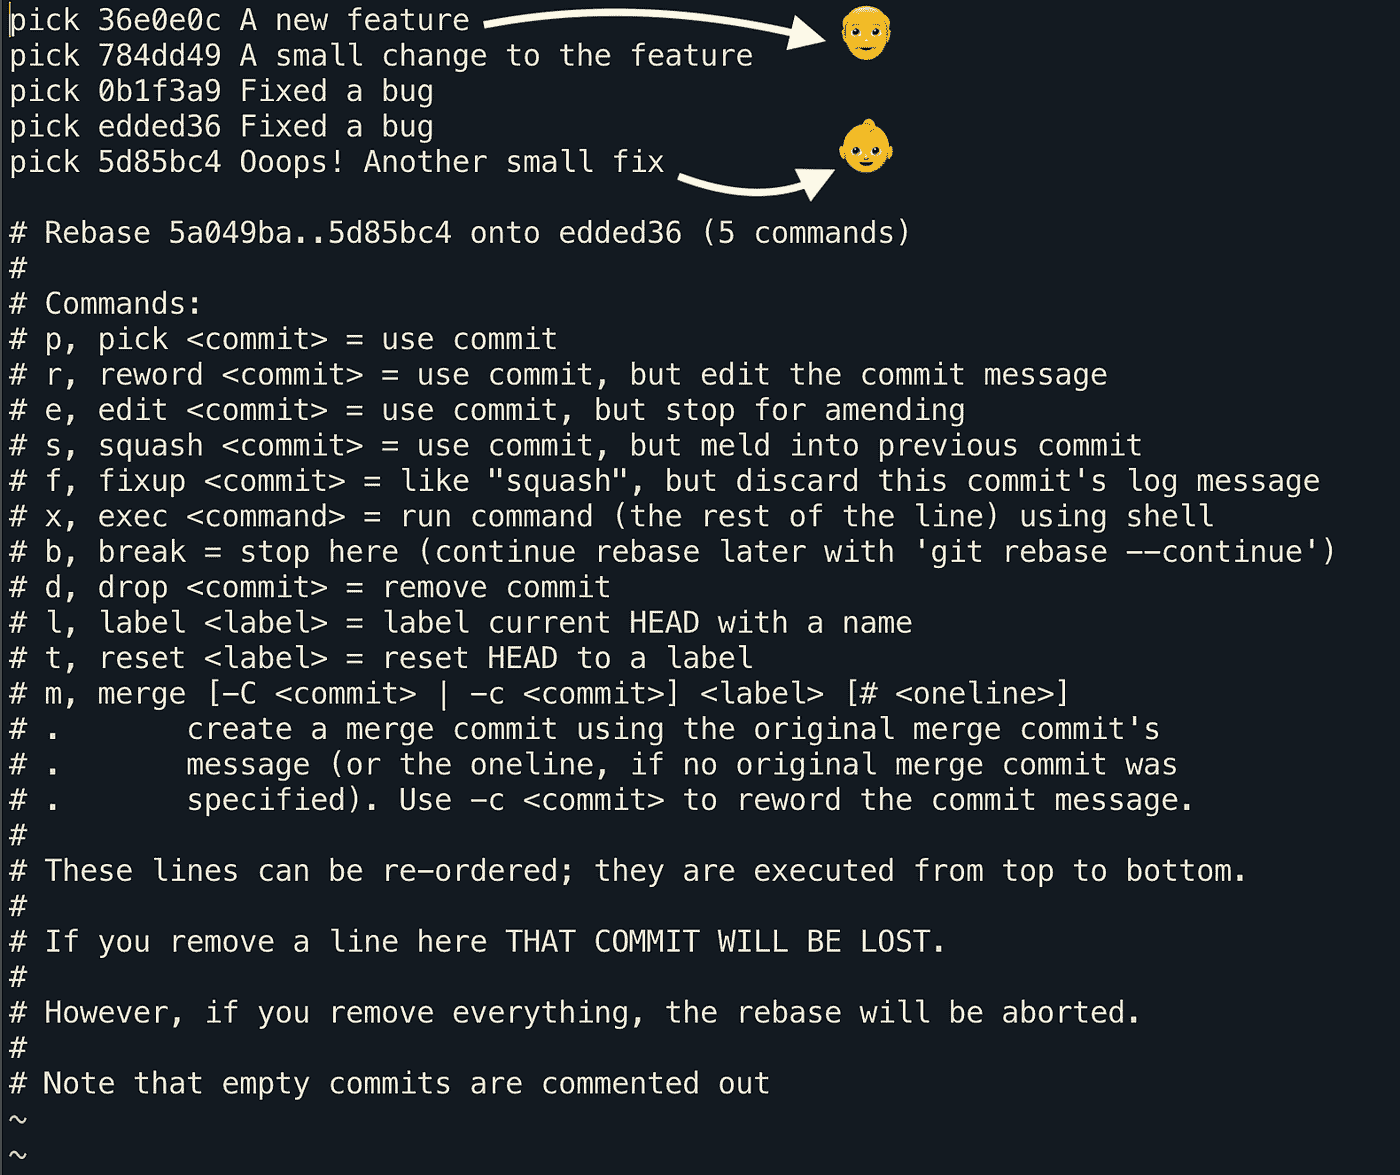 pick 36e0e0c A new feature
pick 784dd49 A small change to the feature
pick 0b1f3a9 Fixed a bug
pick edded36 Fixed a bug
pick 5d85bc4 Ooops! Another small fix

# Rebase 5a049ba..5d85bc4 onto edded36 (5 commands)
#
# Commands:
# p, pick <commit> = use commit
# r, reword <commit> = use commit, but edit the commit message
# e, edit <commit> = use commit, but stop for amending
# s, squash <commit> = use commit, but meld into previous commit
# f, fixup <commit> = like "squash", but discard this commit's log message
# x, exec <command> = run command (the rest of the line) using shell
# b, break = stop here (continue rebase later with 'git rebase --continue')
# d, drop <commit> = remove commit
# l, label <label> = label current HEAD with a name
# t, reset <label> = reset HEAD to a label
# m, merge [-C <commit> | -c <commit>] <label> [# <oneline>]
# .       create a merge commit using the original merge commit's
# .       message (or the oneline, if no original merge commit was
# .       specified). Use -c <commit> to reword the commit message.
#
# These lines can be re-ordered; they are executed from top to bottom.
#
# If you remove a line here THAT COMMIT WILL BE LOST.
#
# However, if you remove everything, the rebase will be aborted.
#
# Note that empty commits are commented out
~
~